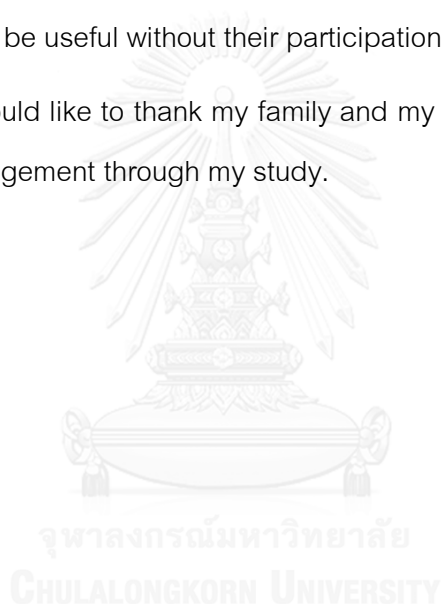 be useful without their participation
uld like to thank my family and my
gement through my study.
จุฬาลงกรณ์มหาวิทยาลัย
CHULALONGKORN UNIVERSITY